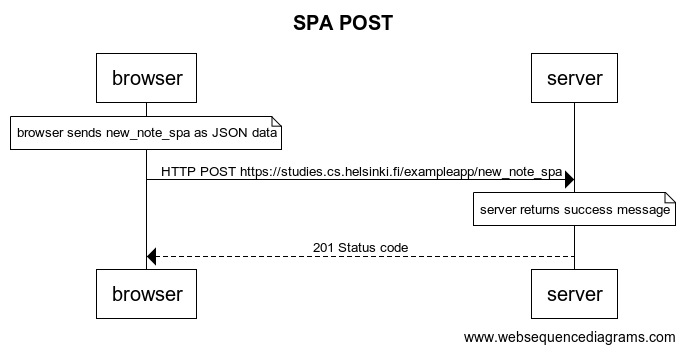 SPA POST
browser
server
browser sends new_note_spa as JSON data
HTTP POST https://studies.cs.helsinki.fi/exampleapp/new_note_spa
server returns success message
201 Status code
browser
server
www.websequencediagrams.com